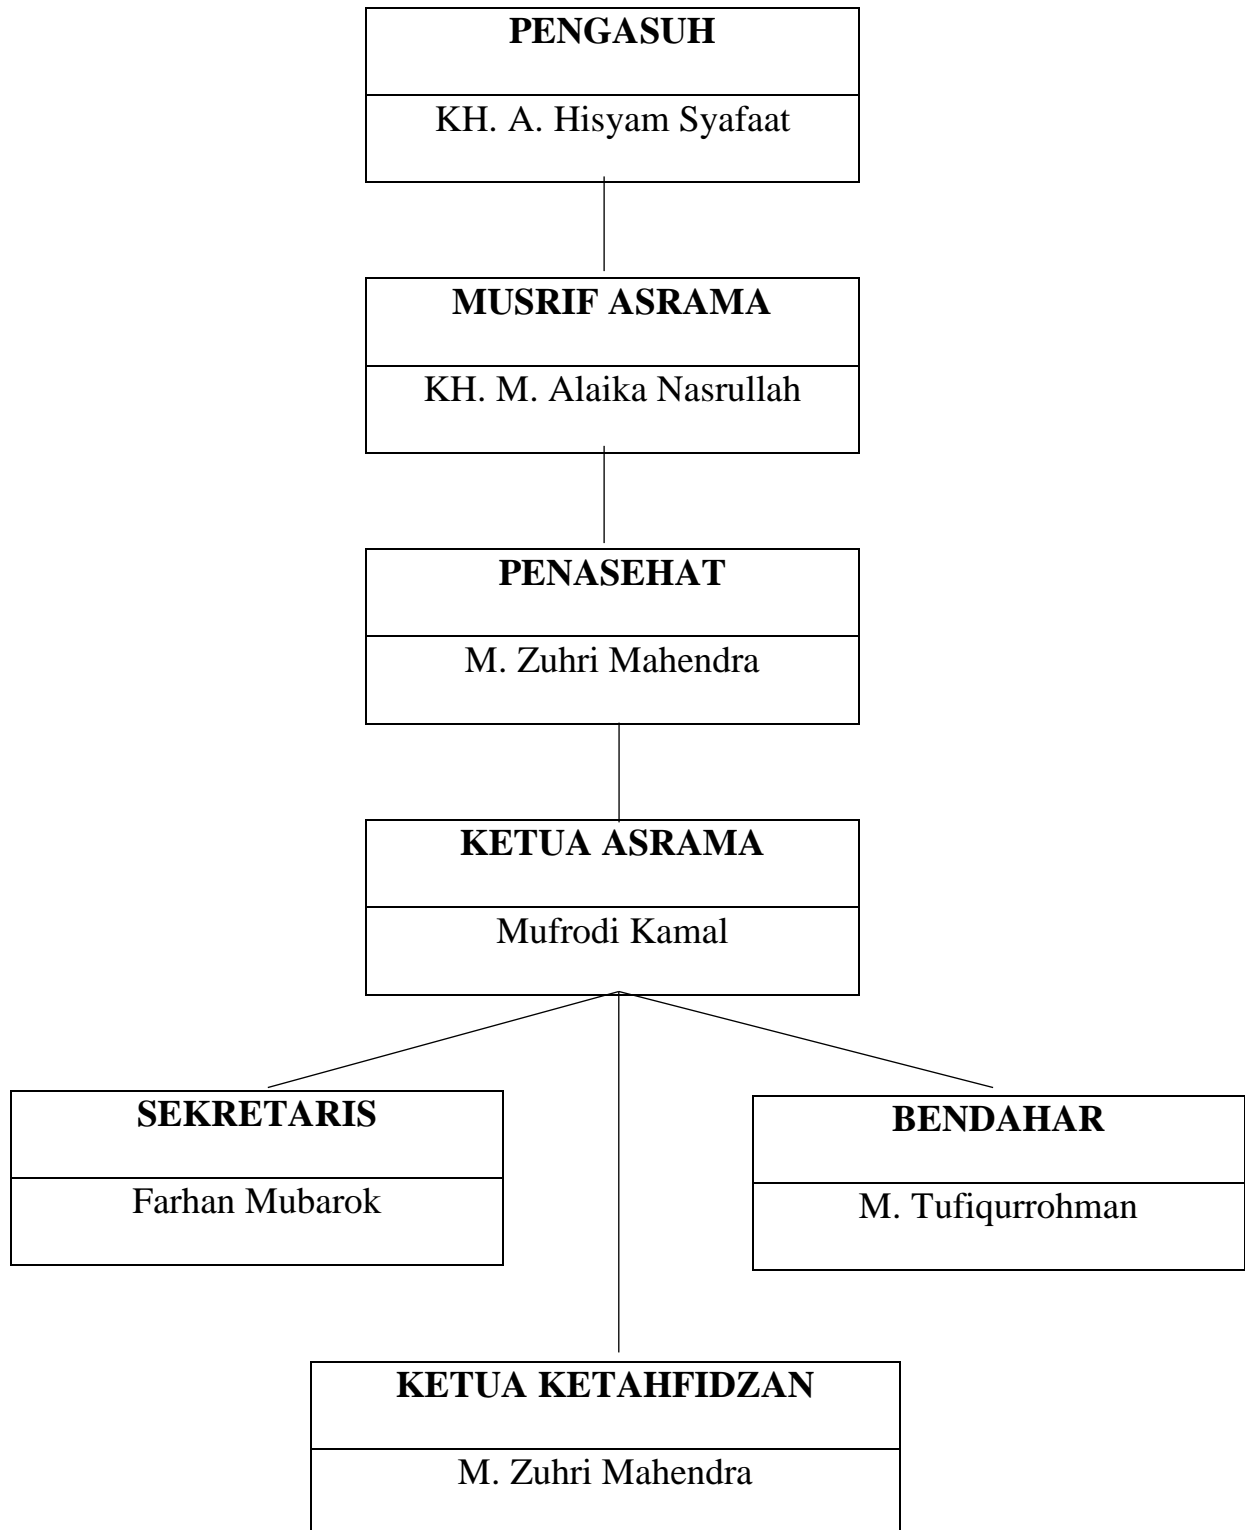 PENGASUH
KH. A. Hisyam Syafaat
MUSRIF ASRAMA
KH. M. Alaika Nasrullah
PENASEHAT
M. Zuhri Mahendra
KETUA ASRAMA
Mufrodi Kamal
SEKRETARIS
Farhan Mubarok
BENDAHAR
M. Tufiqurrohman
KETUA KETAHFIDZAN
M. Zuhri Mahendra